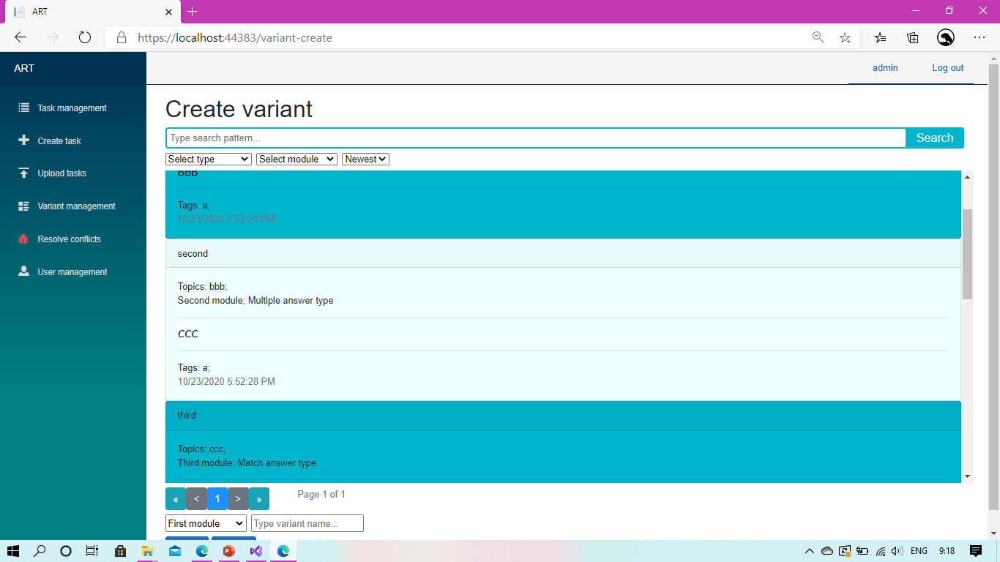 ART
https://localhost:44383/variant-create
ART
admin
Log out
Task management
Create task
Upload tasks
Variant management
Resolve conflicts
User management
Create variant
Type search pattern...
Search
Select type
Select module
Newest
BBB
Tags: a;
10/23/2020 5:52:28 PM
second
Topics: bbb;
Second module; Multiple answer type
CCC
Tags: a;
10/23/2020 5:52:28 PM
third
Topics: ccc;
Third module; Match answer type
« < 1 > »
Page 1 of 1
First module
Type variant name...
ENG
9:18